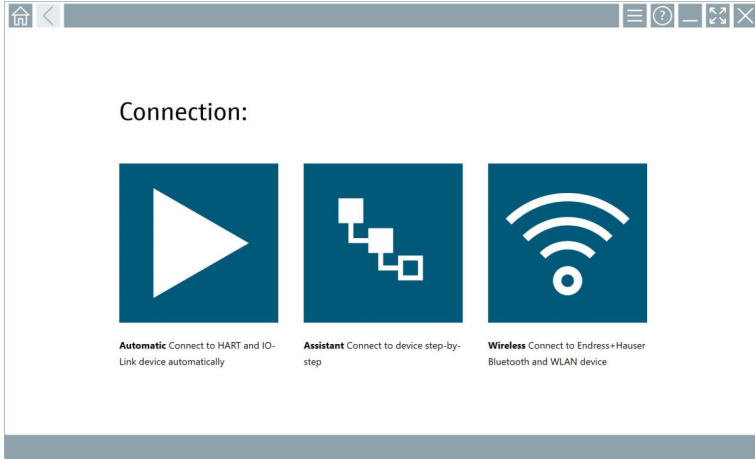 Connection:
Automatic Connect to HART and IO-
Link device automatically
Assistant Connect to device step-by-
step
Wireless Connect to Endress+Hauser
Bluetooth and WLAN device